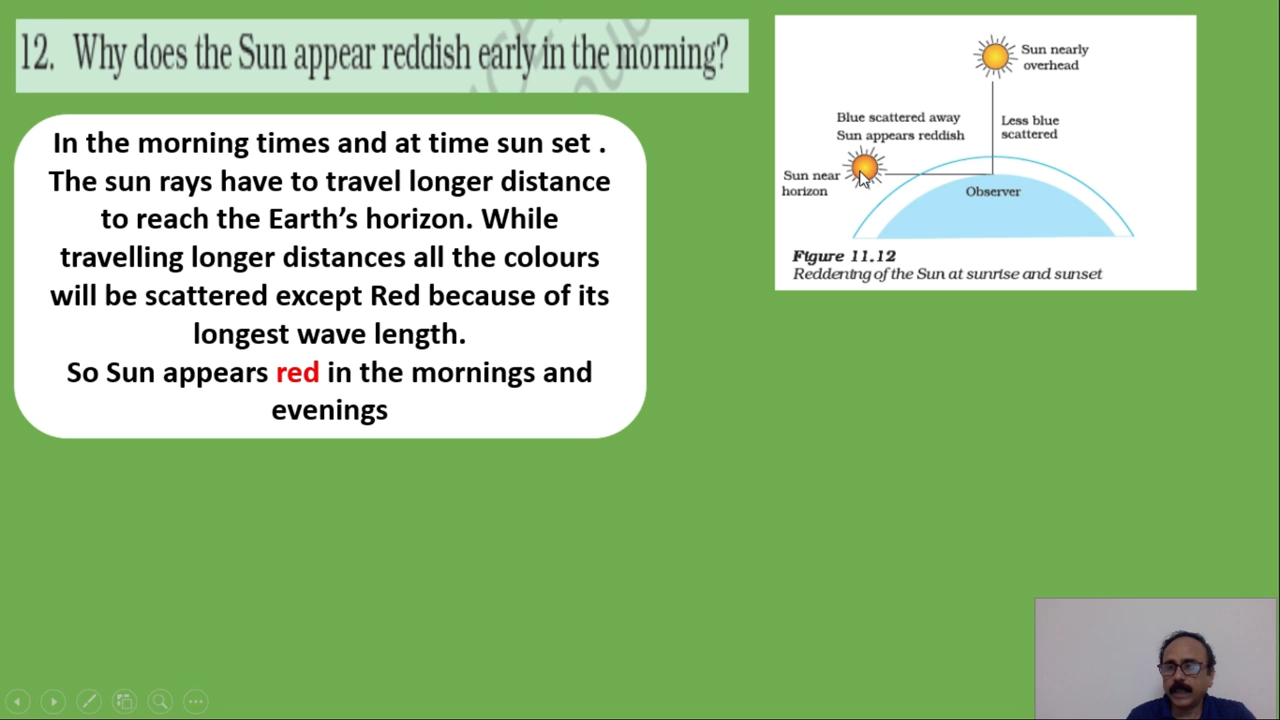 12. Why does the Sun appear reddish early in the morning?
In the morning times and at time sun set .
The sun rays have to travel longer distance
to reach the Earth’s horizon. While
travelling longer distances all the colours
will be scattered except Red because of its
longest wave length.
So Sun appears red in the mornings and
evenings
Sun nearly
overhead
Blue scattered away
Sun appears reddish
Less blue
scattered
Sun near
horizon
Observer
Figure 11.12
Reddening of the Sun at sunrise and sunset